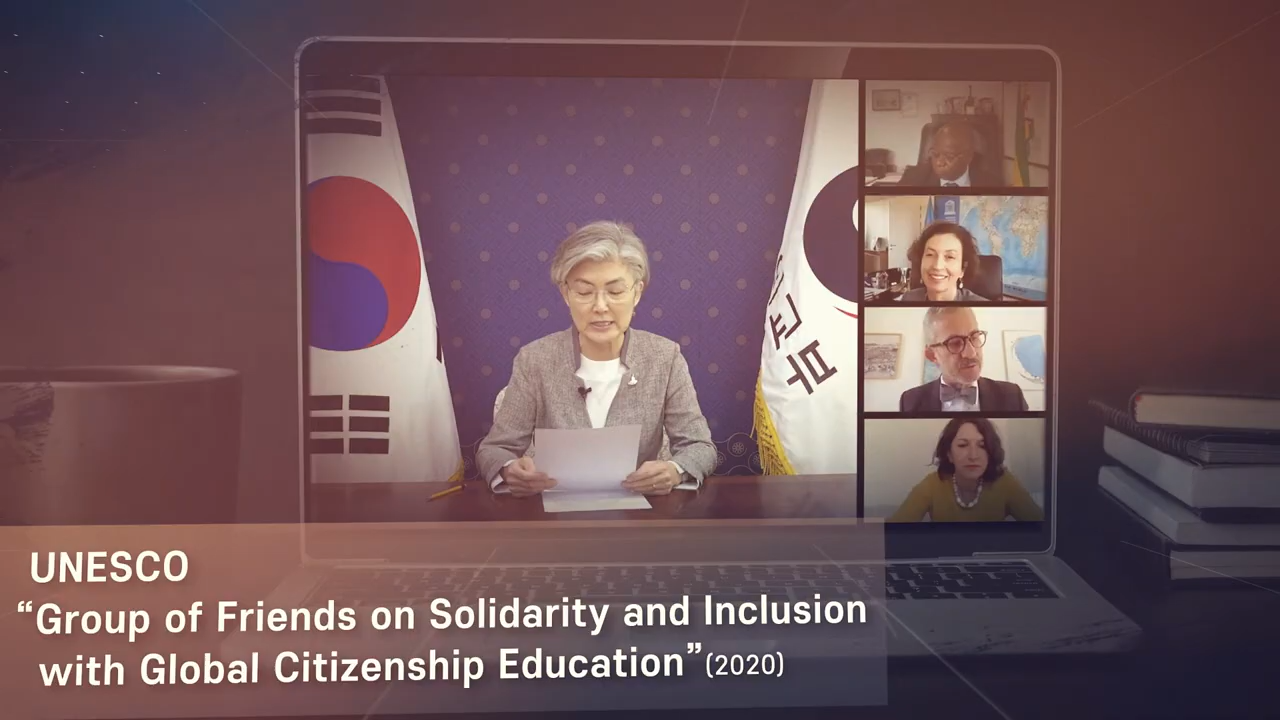 UNESCO
“Group of Friends on Solidarity and Inclusion
with Global Citizenship Education”(2020)